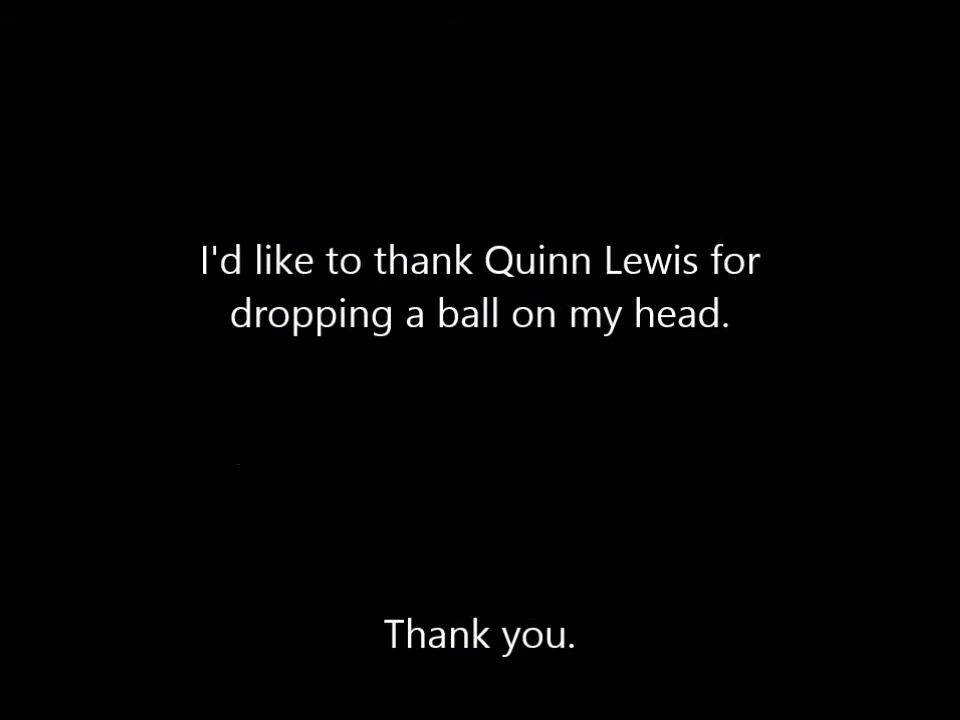 I'd like to thank Quinn Lewis for
dropping a ball on my head.
Thank you.